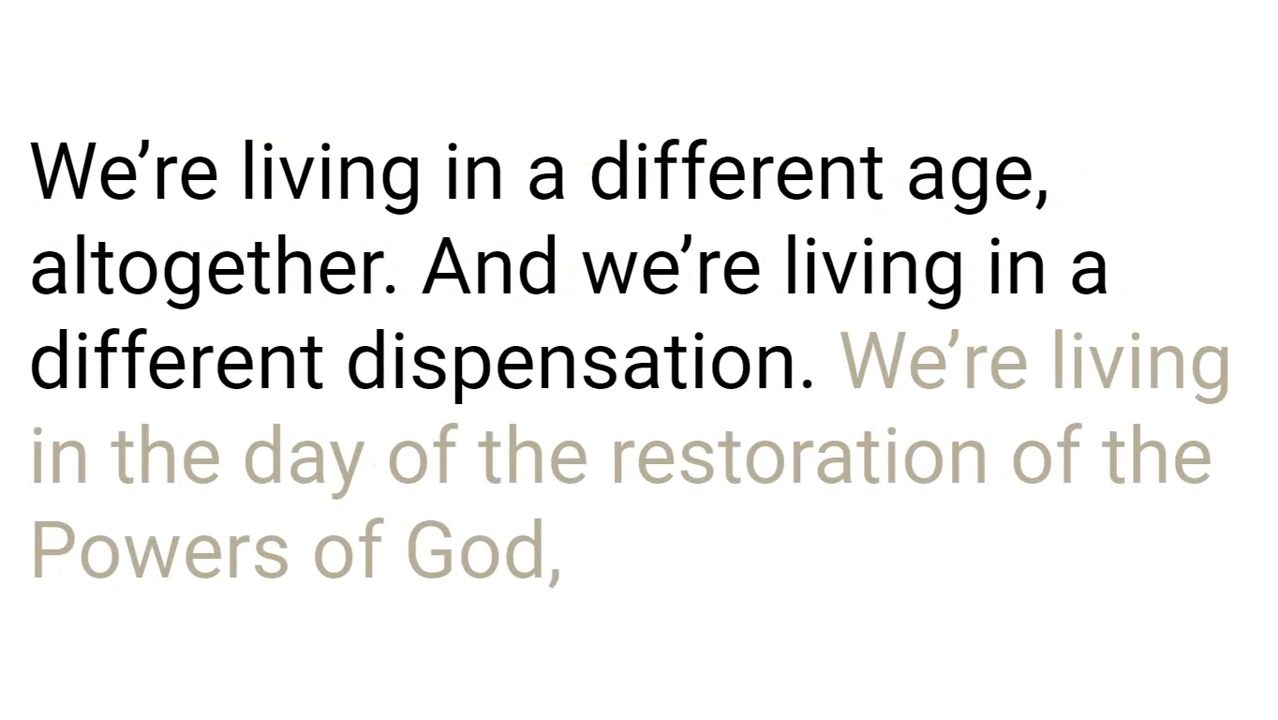 We’re living in a different age,
altogether. And we’re living in a
different dispensation. We’re living
in the day of the restoration of the
Powers of God,